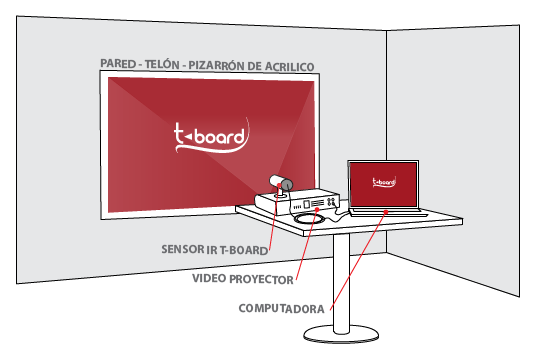 PARED - TELÓN - PIZARRÓN DE ACRILICO
t-board
t-board
SENSOR IR T-BOARD
VIDEO PROYECTOR
COMPUTADORA